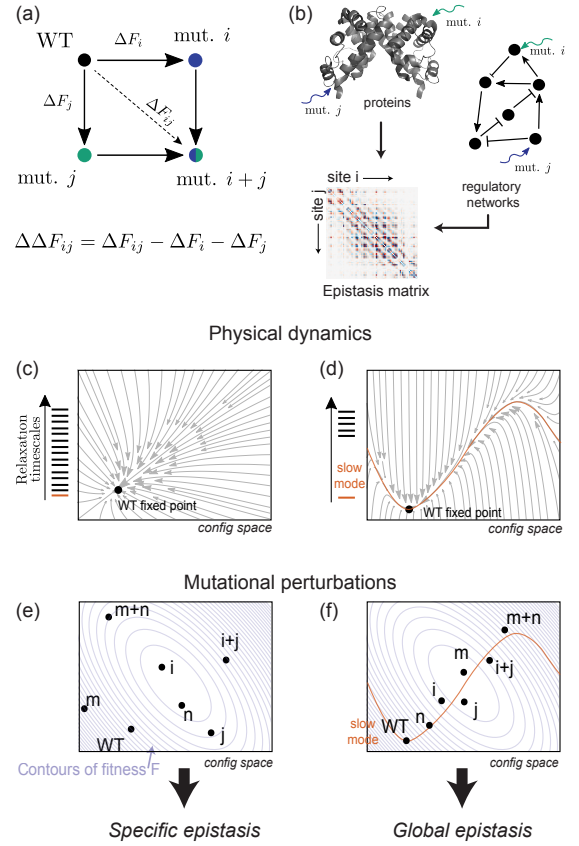 (a)
WT
ΔF_i
mut. i
ΔF_j
ΔF_ij
mut. j
mut. i + j
ΔΔF_ij = ΔF_ij − ΔF_i − ΔF_j
(b)
mut. i
mut. j
proteins
mut. i
mut. j
regulatory
networks
site i
site j
Epistasis matrix
Physical dynamics
(c)
Relaxation
timescales
WT fixed point
config space
(d)
slow
mode
WT fixed point
config space
Mutational perturbations
(e)
m+n
i+j
i
m
n
WT
j
Contours of fitness F
config space
Specific epistasis
(f)
m+n
m
i+j
i
j
n
WT
slow
mode
config space
Global epistasis